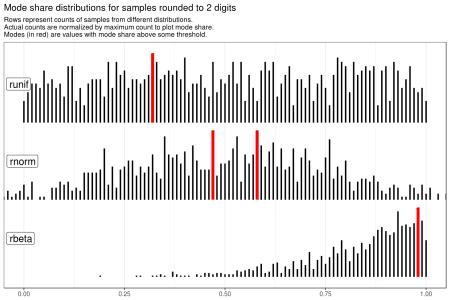 Mode share distributions for samples rounded to 2 digits
Rows represent counts of samples from different distributions.
Actual counts are normalized by maximum count to plot mode share.
Modes (in red) are values with mode share above some threshold.
runif
rnorm
rbeta
0.00 0.25 0.50 0.75 1.00